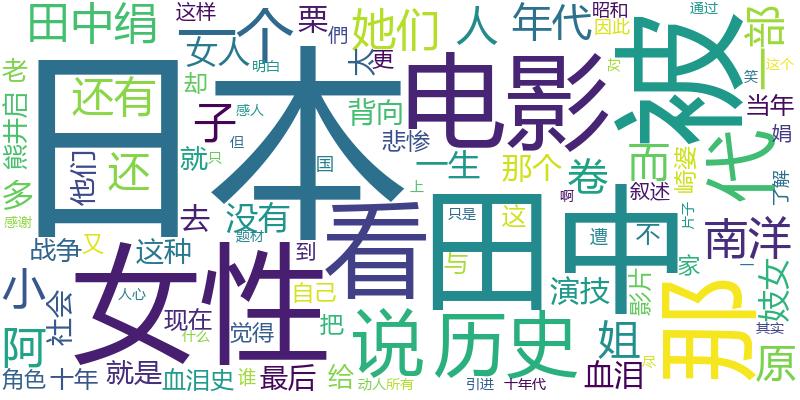 田中绢
这样
一个
栗
们
她们
人
年代
昭和
因此
通过
一部
女人
明白
老
还有
却
日本
子
感人
但
太
更
电影
被
对
这个
笑
代
当年
娟
熊井启
他们
还
就
只
国
背向
悲惨
一生
那个
卷
而
崎婆
多
去
没有
看
上
啊
叙述
了解
感谢
战争
又
这种
题材
到
田中
只是
这
遭
不
片子
南洋
与
家
小
社会
女性
人心
自己
演技
影片
那
一
妓女
阿
现在
什么
觉得
把
说
历史
姐
其实
原
角色
十年
就是
血泪史
谁
最后
给
动人所有
引进
十年代
血泪
尽